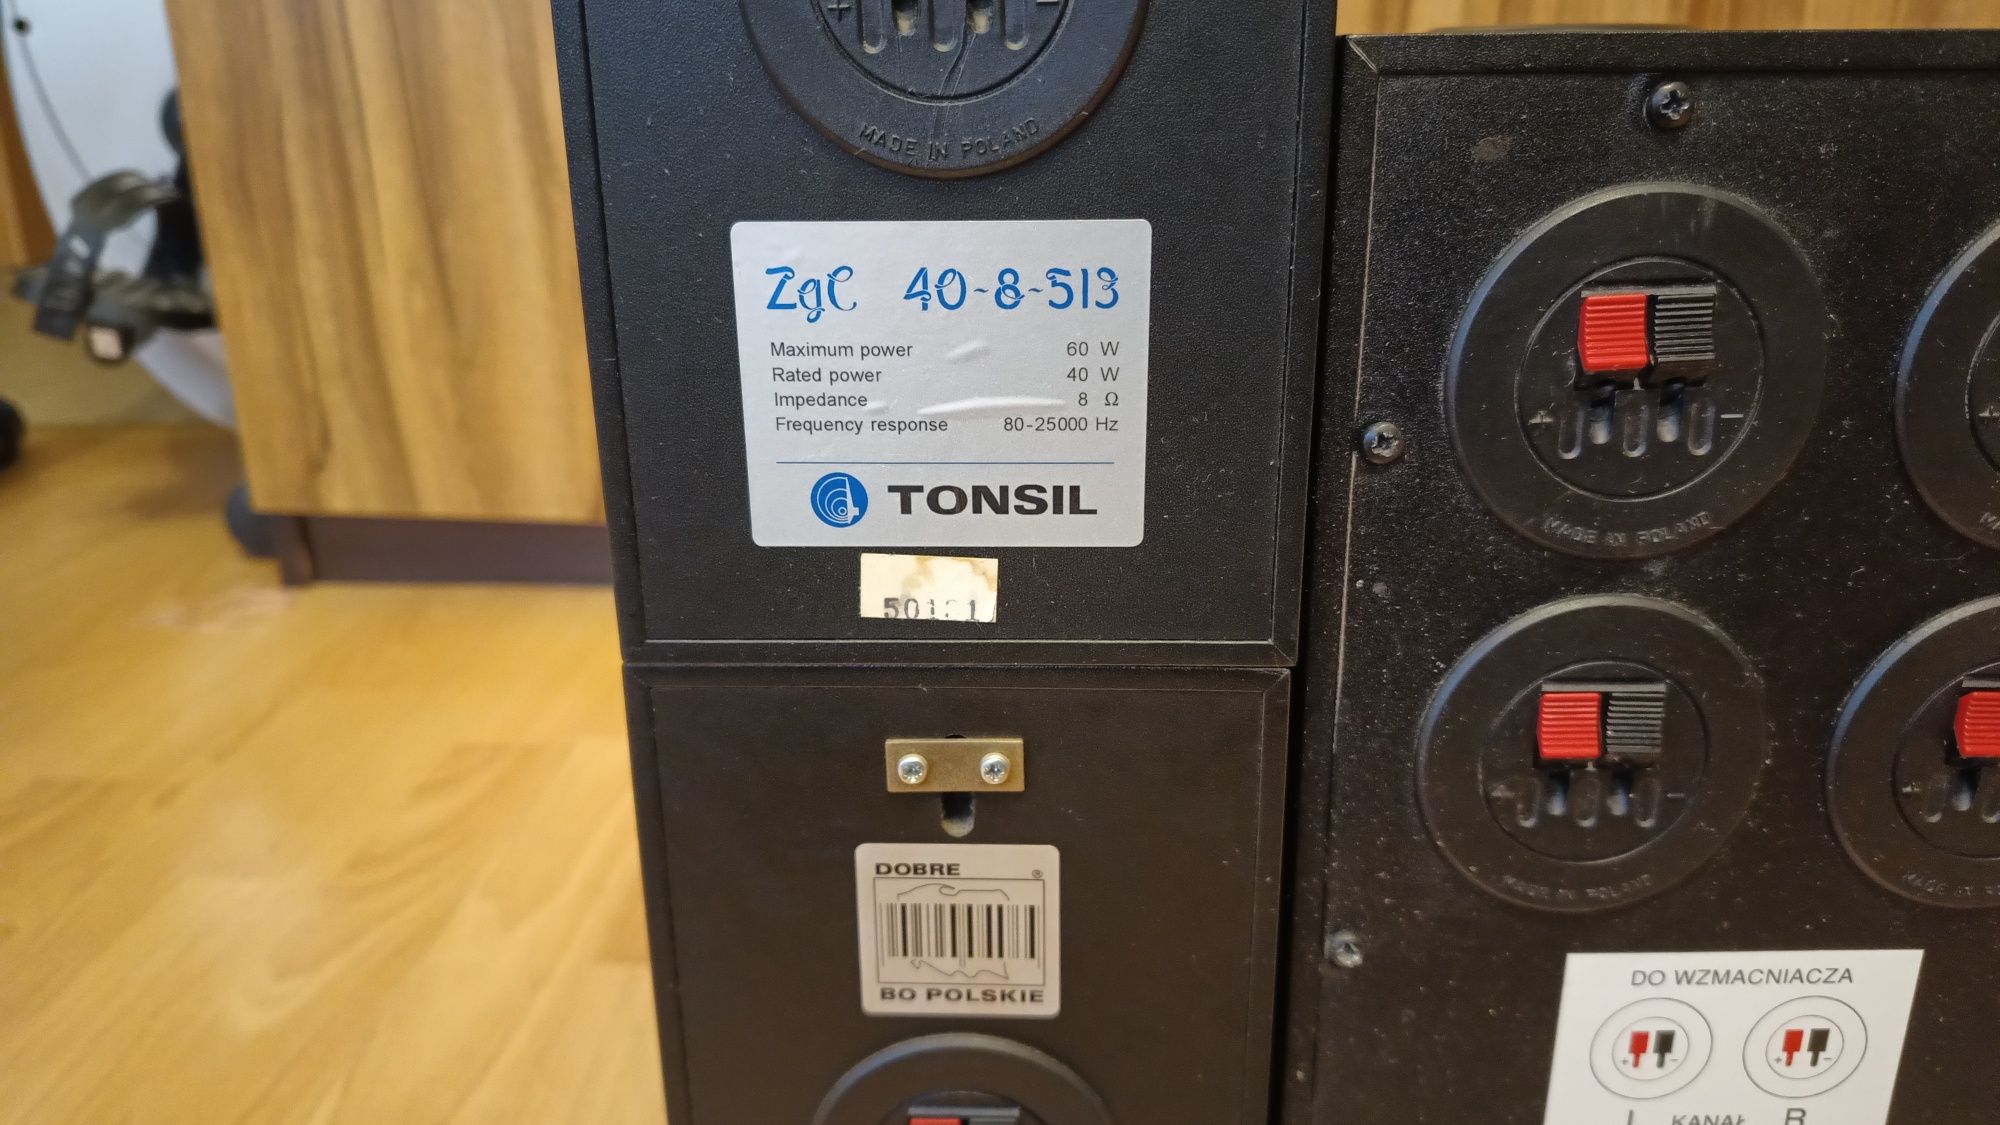 + -
MADE IN POLAND
ZgC 40-8-513
Maximum power 60 W
Rated power 40 W
Impedance 8 Ω
Frequency response 80-25000 Hz
TONSIL
DOBRE ®
BO POLSKIE
+ -
MADE IN POLAND
+ -
MADE IN POLAND
DO WZMACNIACZA
+ - + -
L KANAŁ R